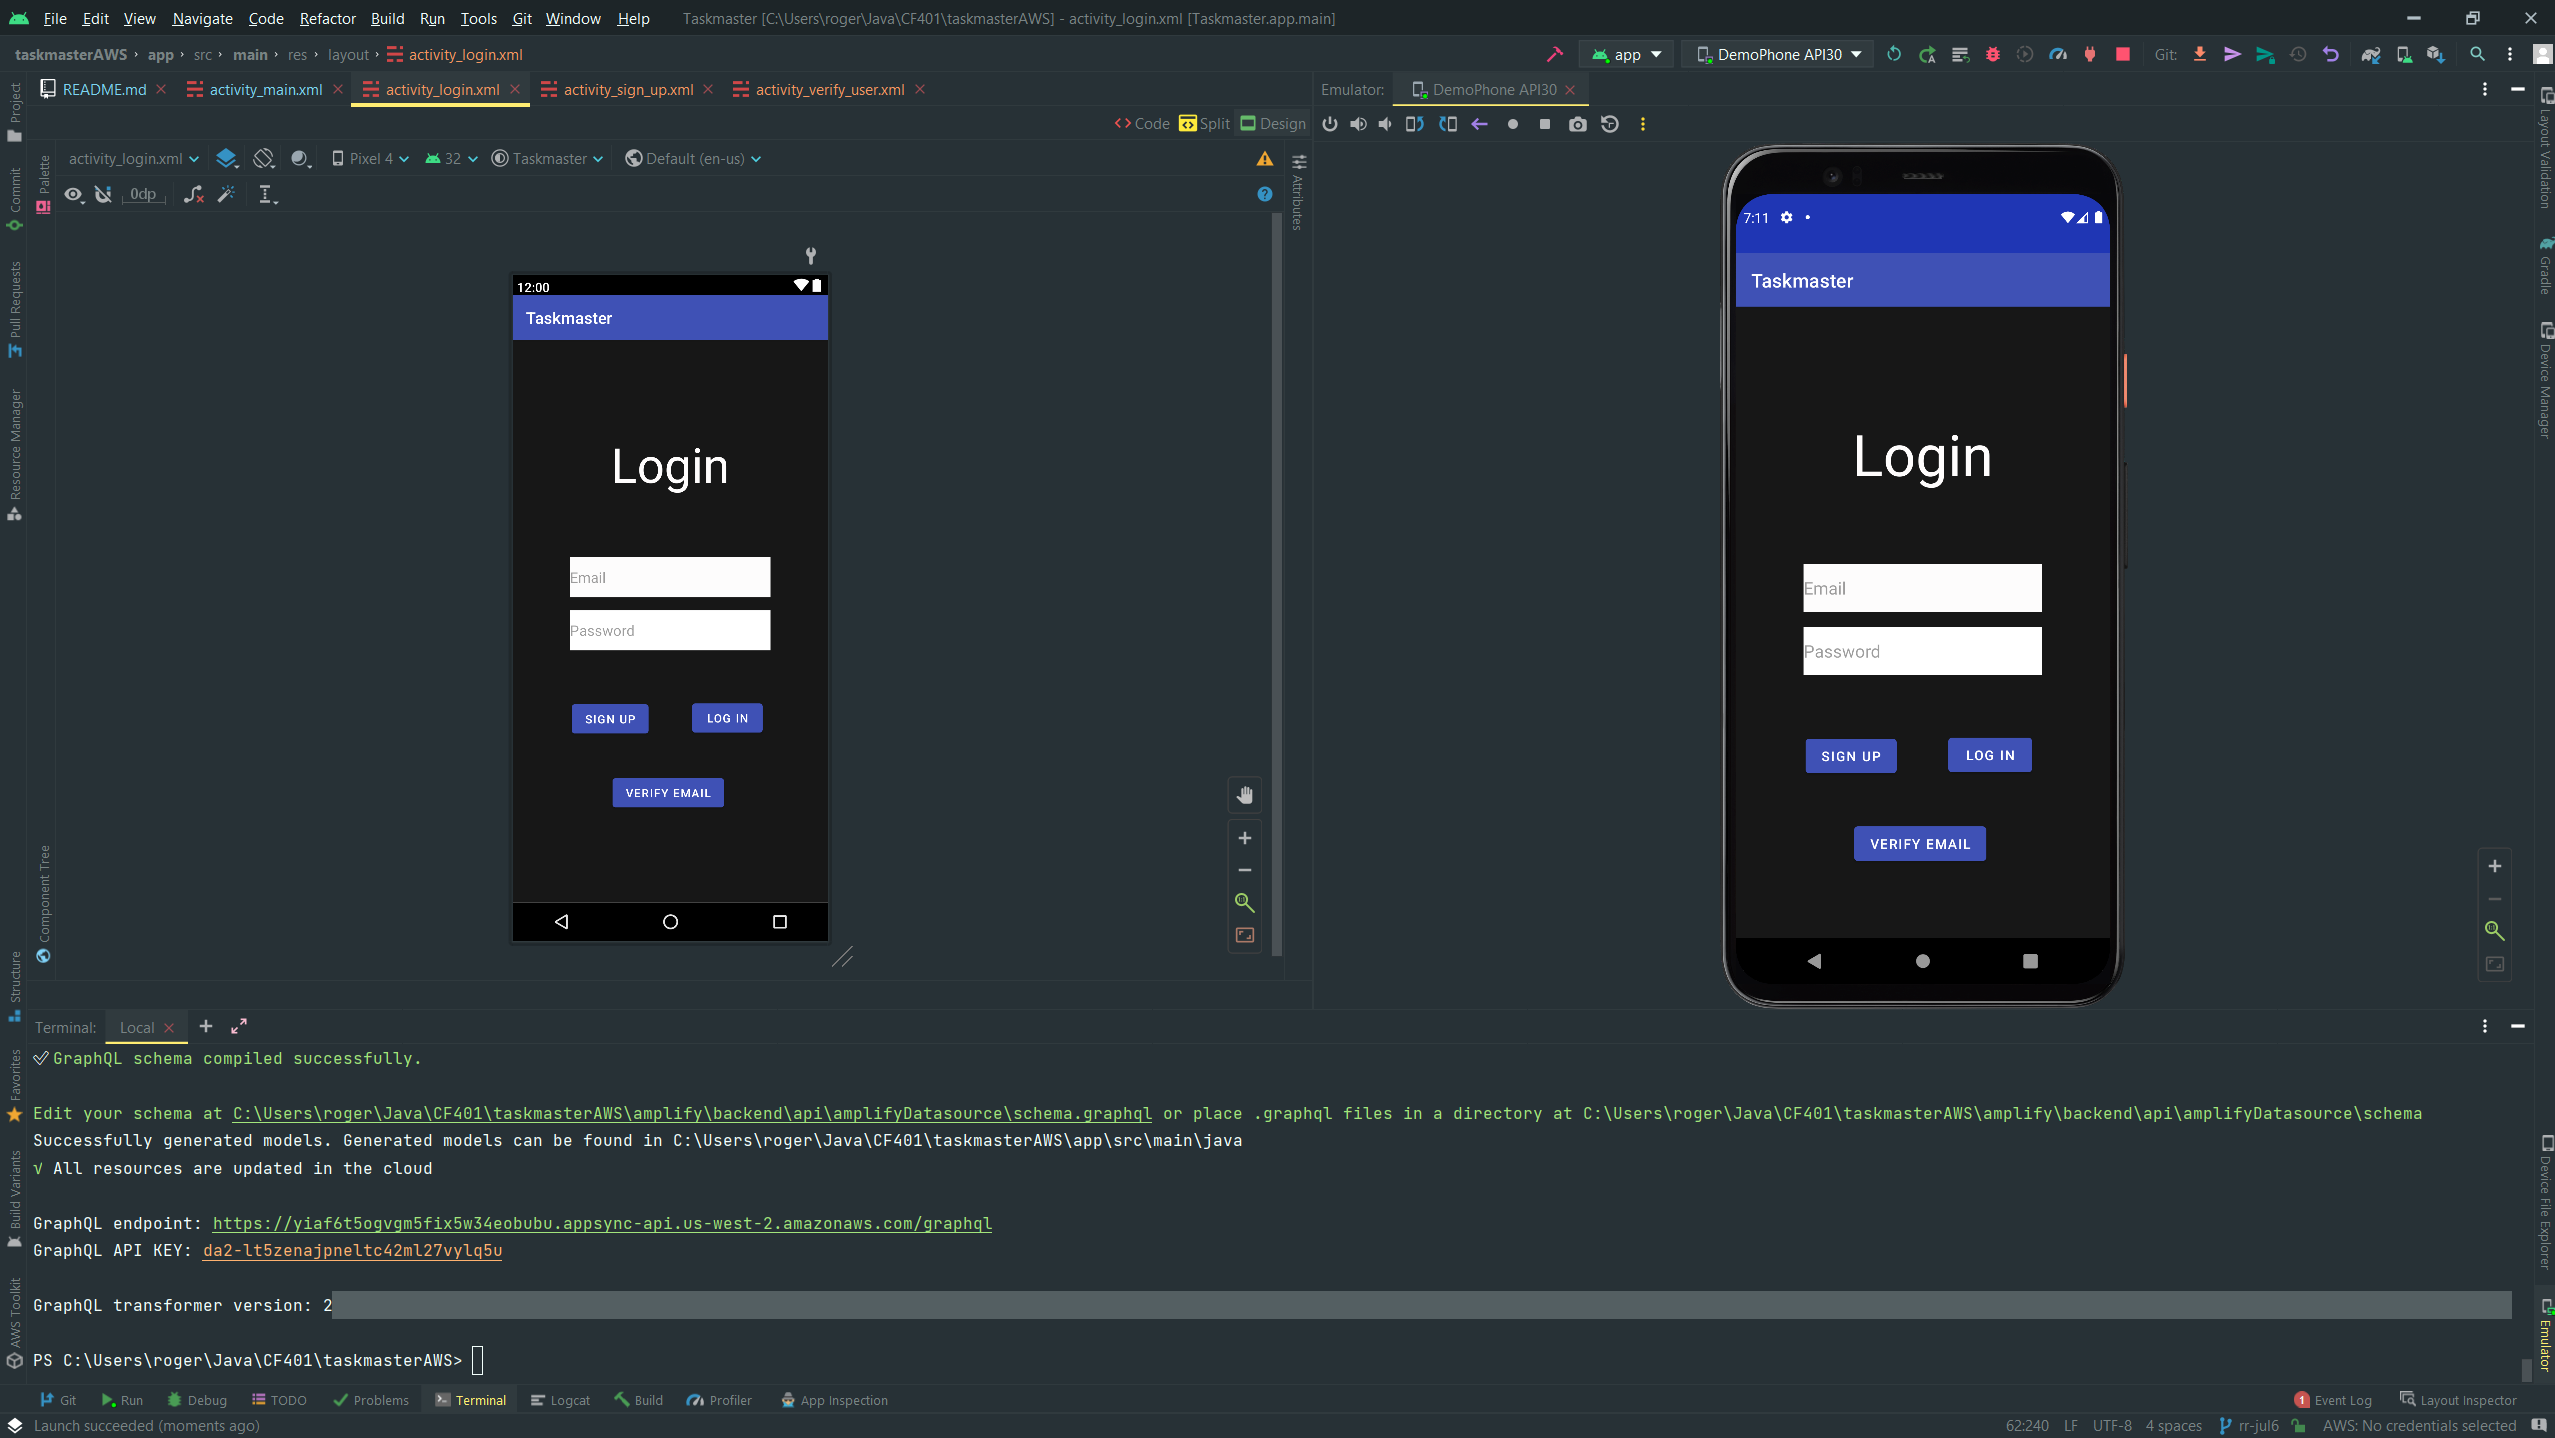 File Edit View Navigate Code Refactor Build Run Tools Git Window Help Taskmaster [C:\Users\roger\Java\CF401\taskmasterAWS] - activity_login.xml [Taskmaster.app.main]
taskmasterAWS app src main res layout activity_login.xml
app DemoPhone API30 Git:
README.md activity_main.xml activity_login.xml activity_sign_up.xml activity_verify_user.xml
Emulator: DemoPhone API30
Code Split Design
activity_login.xml Pixel 4 32 Taskmaster Default (en-us)
0dp
Project
Commit
Pull Requests
Resource Manager
Structure
Favorites
Build Variants
AWS Toolkit
Palette
Component Tree
Attributes
12:00
Taskmaster
Login
Email
Password
SIGN UP LOG IN
VERIFY EMAIL
7:11
Taskmaster
Login
Email
Password
SIGN UP LOG IN
VERIFY EMAIL
Layout Validation
Gradle
Device Manager
Device File Explorer
Emulator
Terminal: Local
GraphQL schema compiled successfully.
Edit your schema at C:\Users\roger\Java\CF401\taskmasterAWS\amplify\backend\api\amplifyDatasource\schema.graphql or place .graphql files in a directory at C:\Users\roger\Java\CF401\taskmasterAWS\amplify\backend\api\amplifyDatasource\schema
Successfully generated models. Generated models can be found in C:\Users\roger\Java\CF401\taskmasterAWS\app\src\main\java
√ All resources are updated in the cloud
GraphQL endpoint: https://yiaf6t5ogvgm5fix5w34eobubu.appsync-api.us-west-2.amazonaws.com/graphql
GraphQL API KEY: da2-lt5zenajpneltc42ml27vylq5u
GraphQL transformer version: 2
PS C:\Users\roger\Java\CF401\taskmasterAWS>
Git Run Debug TODO Problems Terminal Logcat Build Profiler App Inspection 1 Event Log Layout Inspector
Launch succeeded (moments ago) 62:240 LF UTF-8 4 spaces rr-jul6 AWS: No credentials selected